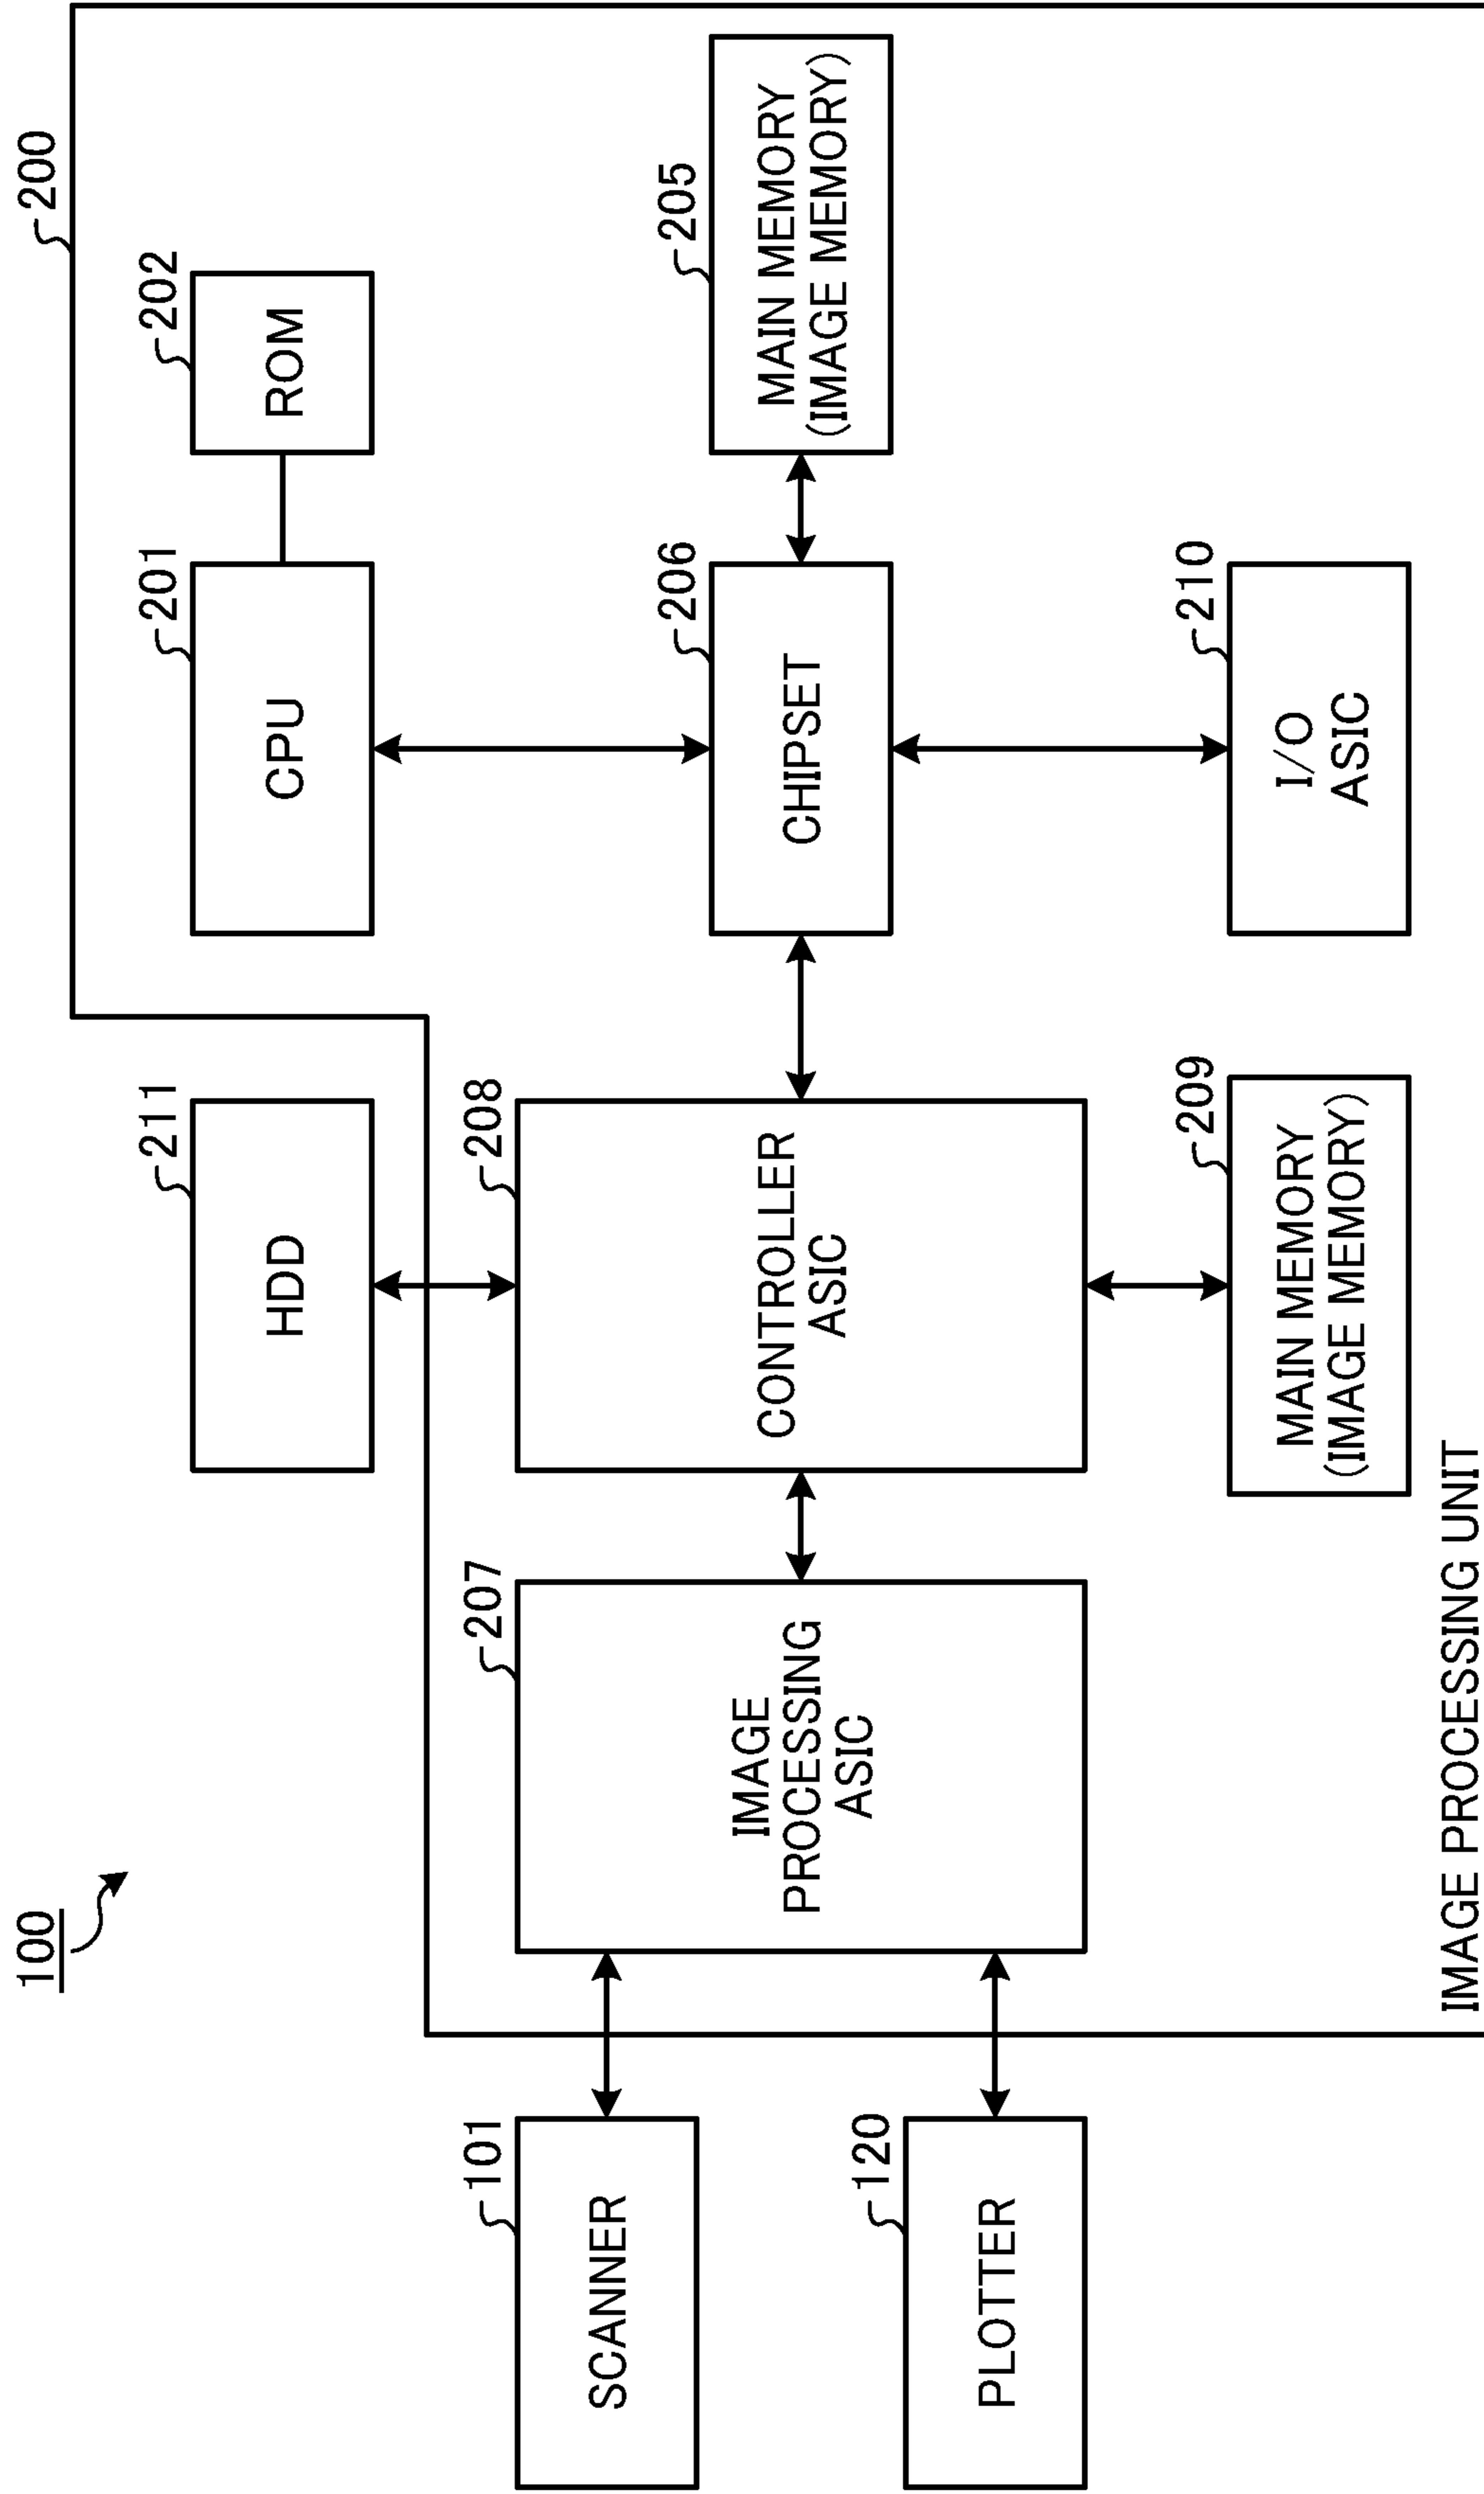 100
200
211
HDD
201
CPU
202
ROM
101
SCANNER
207
IMAGE
PROCESSING
ASIC
208
CONTROLLER
ASIC
206
CHIPSET
205
MAIN MEMORY
(IMAGE MEMORY)
120
PLOTTER
209
MAIN MEMORY
(IMAGE MEMORY)
210
I/O
ASIC
IMAGE PROCESSING UNIT